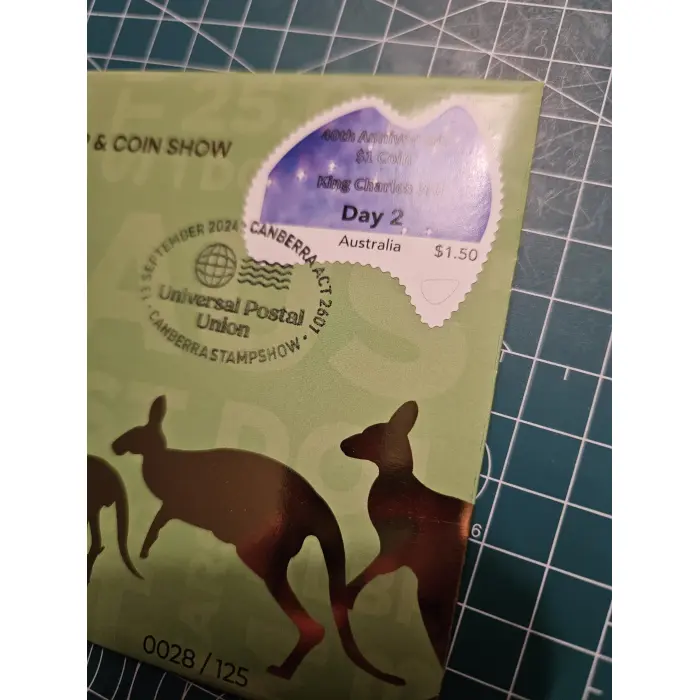 & COIN SHOW
40th Anniversary
$1 Coin
King Charles
Day 2
Australia $1.50
13 SEPTEMBER 2024 • CANBERRA ACT 2601 •
Universal Postal
Union
CANBERRA STAMPSHOW •
0028 / 125
6